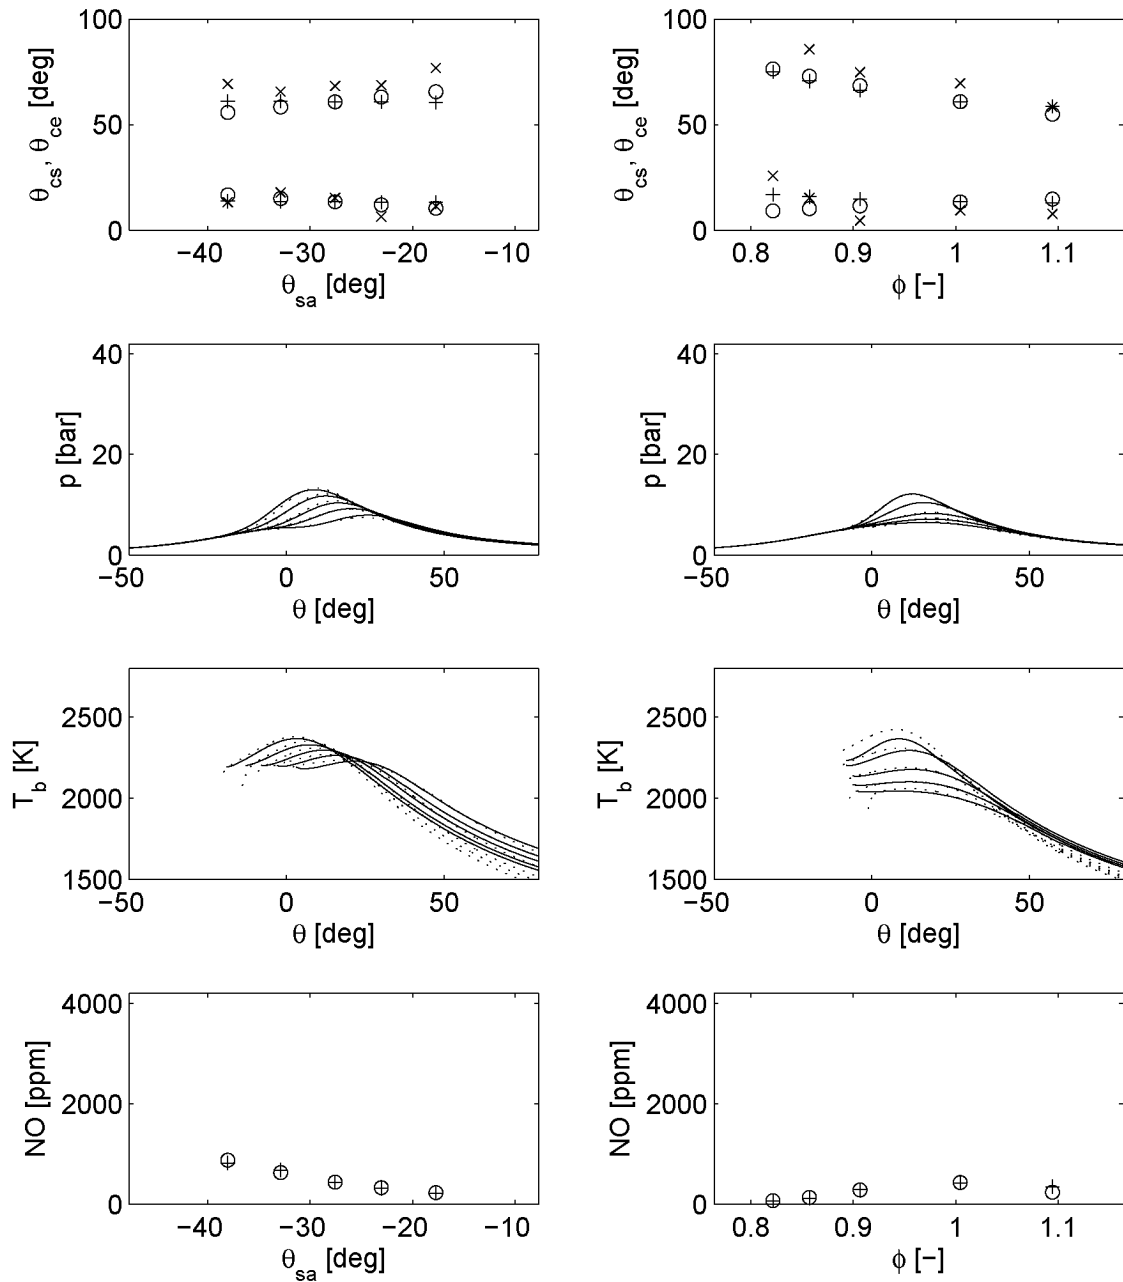 100
50
0
θcs, θce [deg]
−40 −30 −20 −10
θsa [deg]
100
50
0
θcs, θce [deg]
0.8 0.9 1 1.1
ϕ [−]
40
20
0
p [bar]
−50 0 50
θ [deg]
40
20
0
p [bar]
−50 0 50
θ [deg]
2500
2000
1500
Tb [K]
−50 0 50
θ [deg]
2500
2000
1500
Tb [K]
−50 0 50
θ [deg]
4000
2000
0
NO [ppm]
−40 −30 −20 −10
θsa [deg]
4000
2000
0
NO [ppm]
0.8 0.9 1 1.1
ϕ [−]